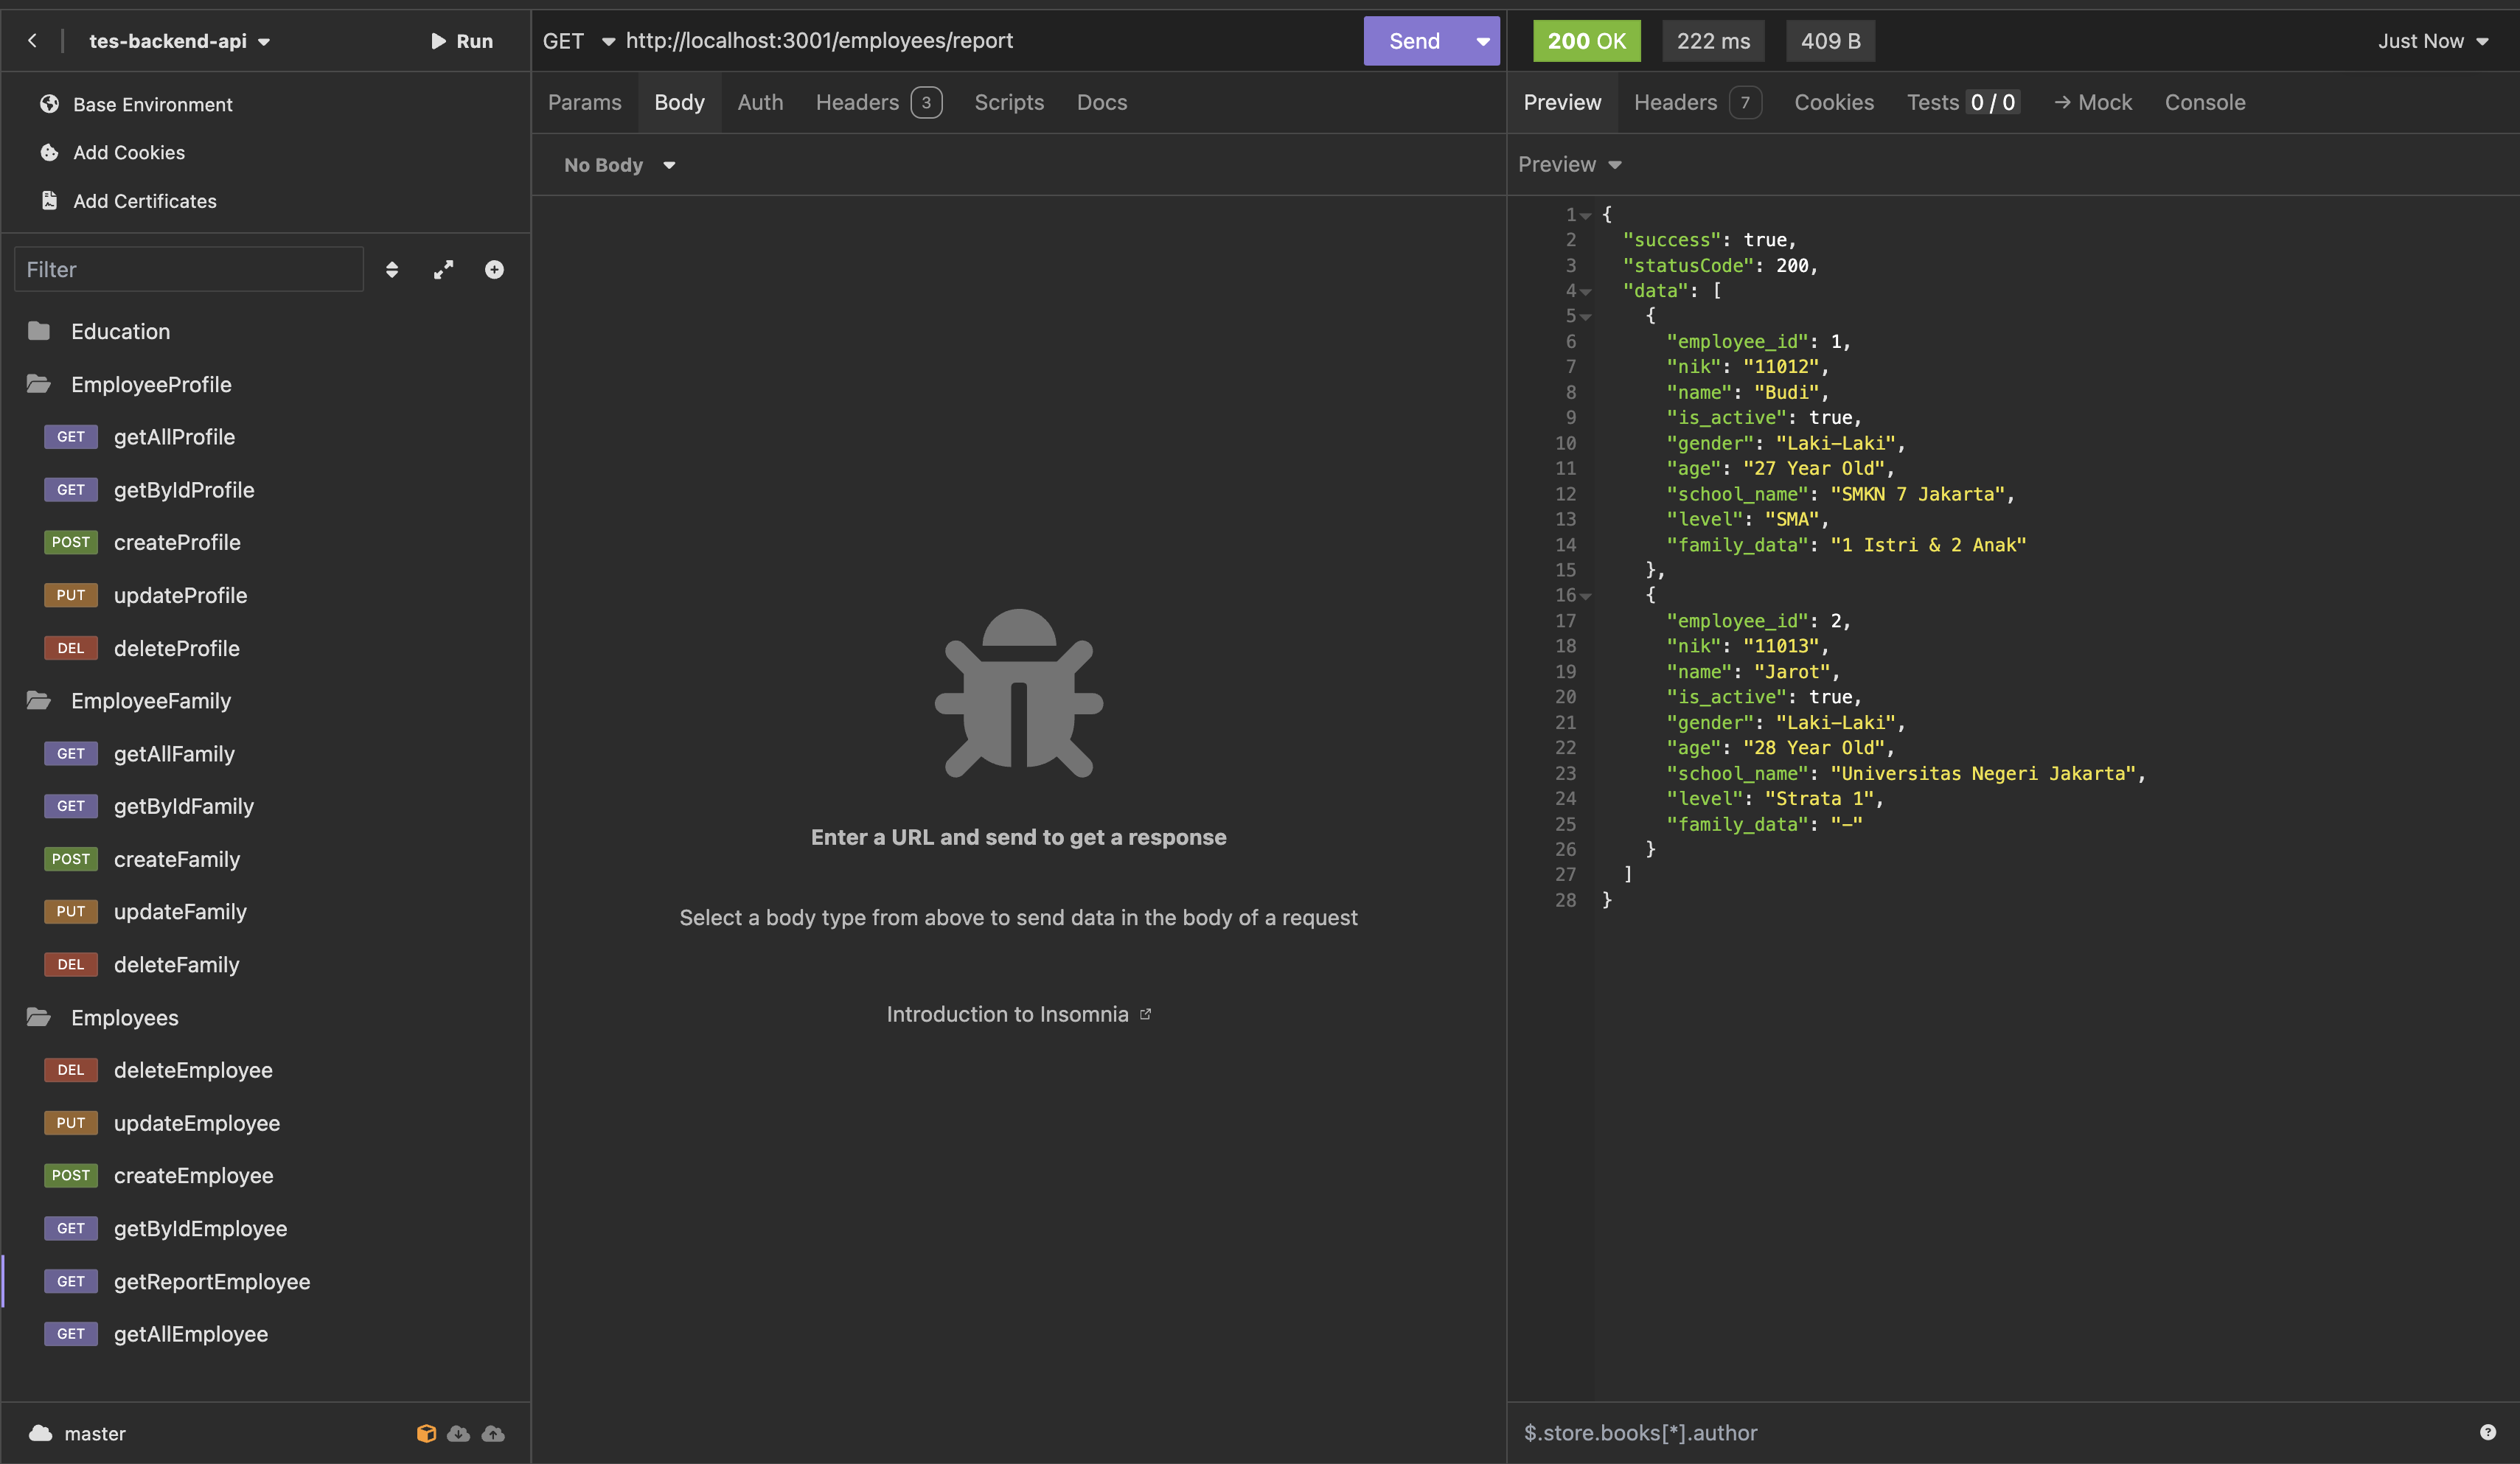 tes-backend-api
Run
Base Environment
Add Cookies
Add Certificates
Filter
Education
EmployeeProfile
GET getAllProfile
GET getByIdProfile
POST createProfile
PUT updateProfile
DEL deleteProfile
EmployeeFamily
GET getAllFamily
GET getByIdFamily
POST createFamily
PUT updateFamily
DEL deleteFamily
Employees
DEL deleteEmployee
PUT updateEmployee
POST createEmployee
GET getByIdEmployee
GET getReportEmployee
GET getAllEmployee
master
GET http://localhost:3001/employees/report Send
Params Body Auth Headers 3 Scripts Docs
No Body
Enter a URL and send to get a response
Select a body type from above to send data in the body of a request
Introduction to Insomnia
200 OK 222 ms 409 B Just Now
Preview Headers 7 Cookies Tests 0 / 0 → Mock Console
Preview
1 {
2 "success": true,
3 "statusCode": 200,
4 "data": [
5 {
6 "employee_id": 1,
7 "nik": "11012",
8 "name": "Budi",
9 "is_active": true,
10 "gender": "Laki-Laki",
11 "age": "27 Year Old",
12 "school_name": "SMKN 7 Jakarta",
13 "level": "SMA",
14 "family_data": "1 Istri & 2 Anak"
15 },
16 {
17 "employee_id": 2,
18 "nik": "11013",
19 "name": "Jarot",
20 "is_active": true,
21 "gender": "Laki-Laki",
22 "age": "28 Year Old",
23 "school_name": "Universitas Negeri Jakarta",
24 "level": "Strata 1",
25 "family_data": "-"
26 }
27 ]
28 }
$.store.books[*].author